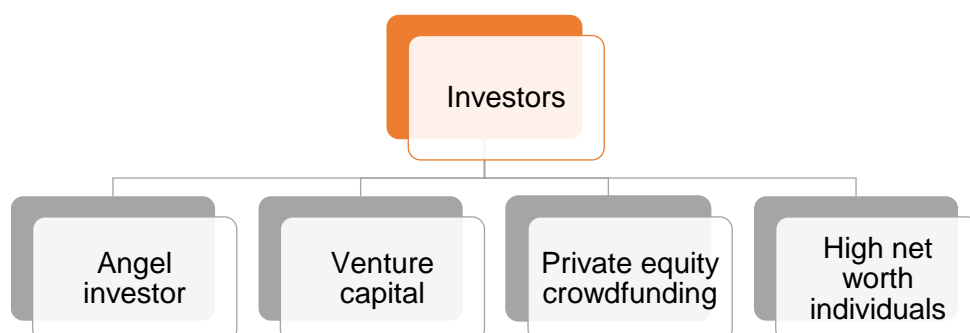 Investors
Angel
investor
Venture
capital
Private equity
crowdfunding
High net
worth
individuals